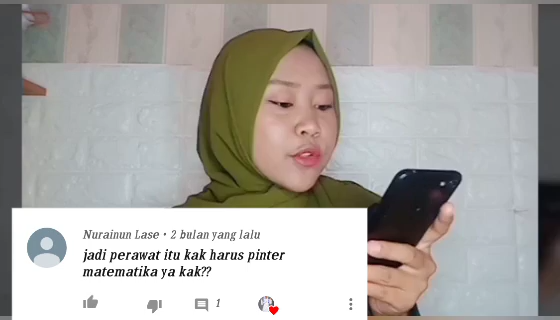 Nurainun Lase • 2 bulan yang lalu
jadi perawat itu kak harus pinter
matematika ya kak??
1